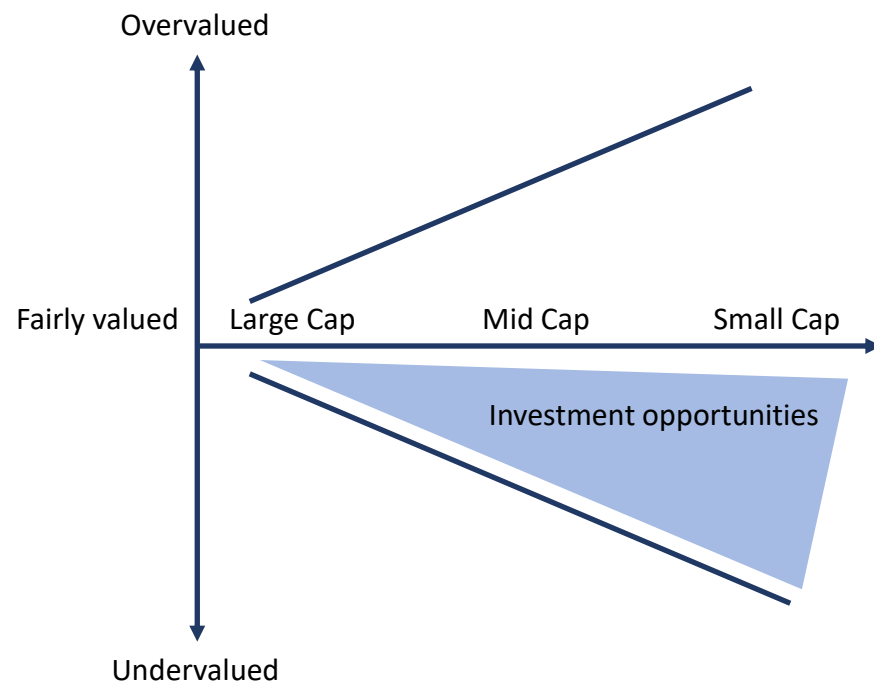 Overvalued
Fairly valued
Large Cap
Mid Cap
Small Cap
Investment opportunities
Undervalued